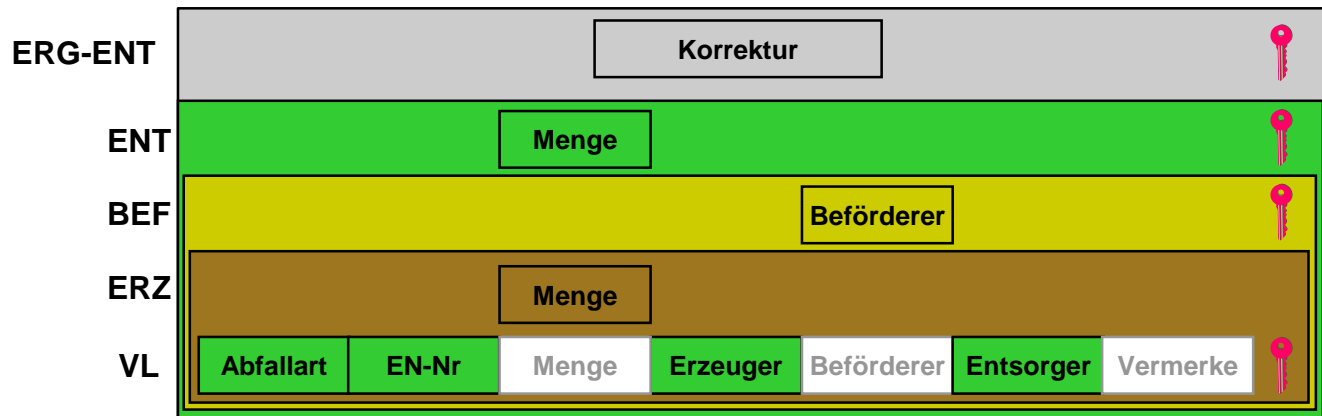 ERG-ENT Korrektur
ENT Menge
BEF Beförderer
ERZ Menge
VL Abfallart EN-Nr Menge Erzeuger Beförderer Entsorger Vermerke